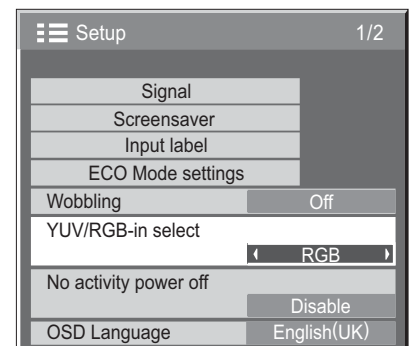 Setup 1/2
Signal
Screensaver
Input label
ECO Mode settings
Wobbling Off
YUV/RGB-in select
RGB
No activity power off
Disable
OSD Language English(UK)